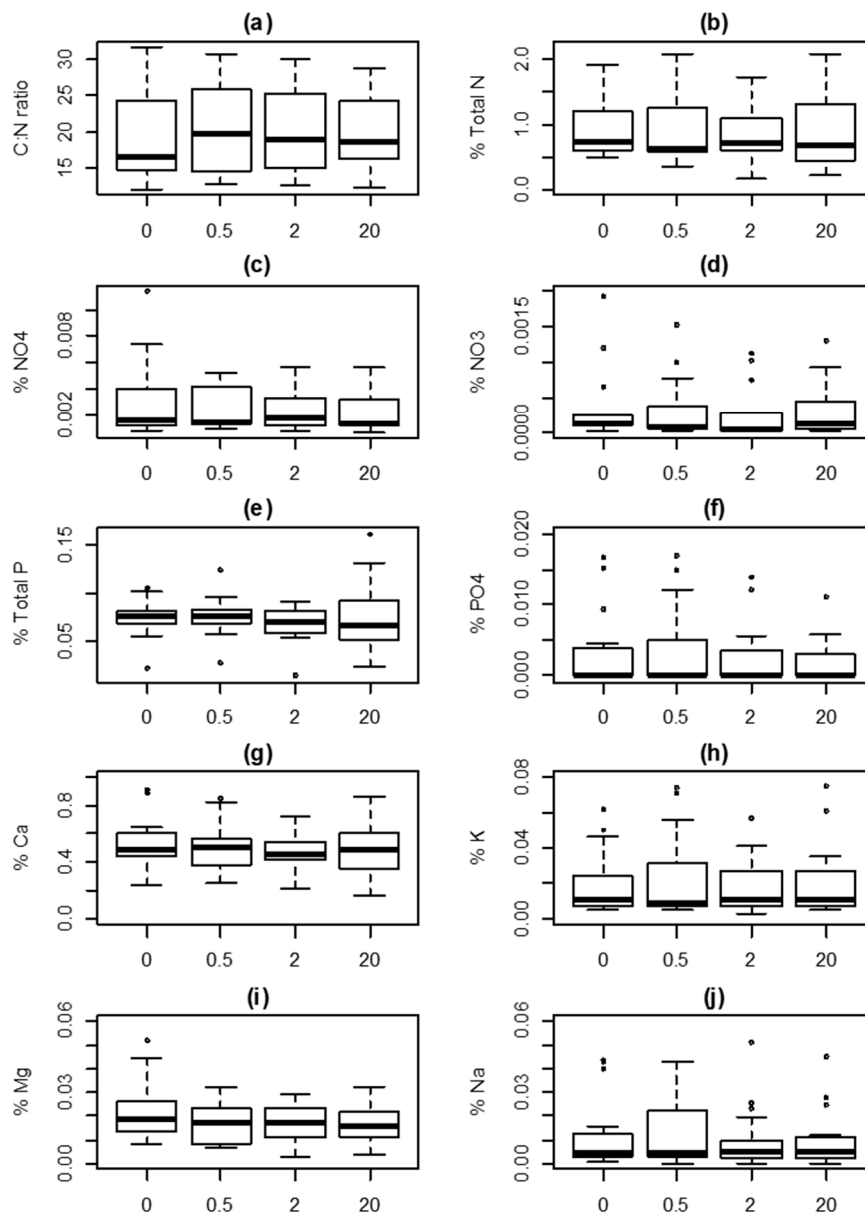 (a)
C:N ratio
30
25
20
15
0 0.5 2 20
(b)
% Total N
2.0
1.0
0.0
0 0.5 2 20
(c)
% NO4
0.008
0.002
0 0.5 2 20
(d)
% NO3
0.0015
0.0000
0 0.5 2 20
(e)
% Total P
0.15
0.05
0 0.5 2 20
(f)
% PO4
0.020
0.010
0.000
0 0.5 2 20
(g)
% Ca
0.8
0.4
0.0
0 0.5 2 20
(h)
% K
0.08
0.04
0.00
0 0.5 2 20
(i)
% Mg
0.06
0.03
0.00
0 0.5 2 20
(j)
% Na
0.06
0.03
0.00
0 0.5 2 20